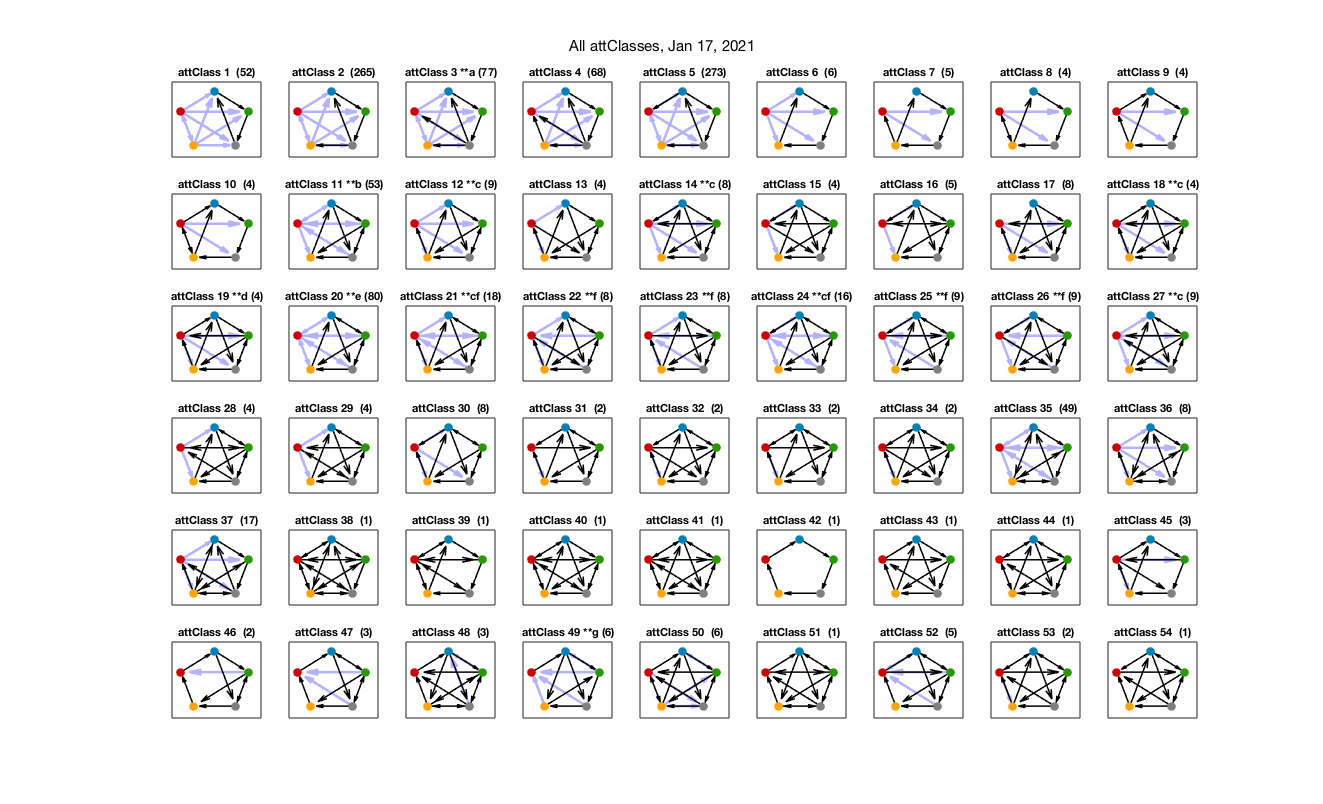 All attClasses, Jan 17, 2021
attClass 1 (52) attClass 2 (265) attClass 3 **a (77) attClass 4 (68) attClass 5 (273) attClass 6 (6) attClass 7 (5) attClass 8 (4) attClass 9 (4)
attClass 10 (4) attClass 11 **b (53) attClass 12 **c (9) attClass 13 (4) attClass 14 **c (8) attClass 15 (4) attClass 16 (5) attClass 17 (8) attClass 18 **c (4)
attClass 19 **d (4) attClass 20 **e (80) attClass 21 **cf (18) attClass 22 **f (8) attClass 23 **f (8) attClass 24 **cf (16) attClass 25 **f (9) attClass 26 **f (9) attClass 27 **c (9)
attClass 28 (4) attClass 29 (4) attClass 30 (8) attClass 31 (2) attClass 32 (2) attClass 33 (2) attClass 34 (2) attClass 35 (49) attClass 36 (8)
attClass 37 (17) attClass 38 (1) attClass 39 (1) attClass 40 (1) attClass 41 (1) attClass 42 (1) attClass 43 (1) attClass 44 (1) attClass 45 (3)
attClass 46 (2) attClass 47 (3) attClass 48 (3) attClass 49 **g (6) attClass 50 (6) attClass 51 (1) attClass 52 (5) attClass 53 (2) attClass 54 (1)